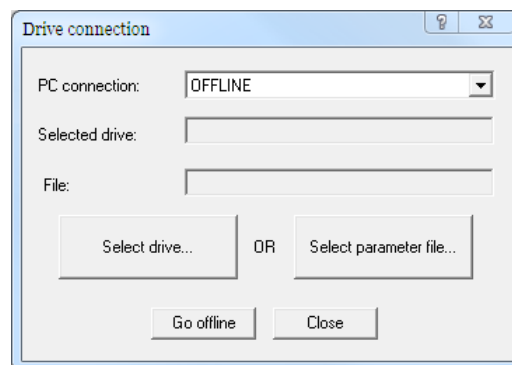 Drive connection
PC connection: OFFLINE
Selected drive:
File:
Select drive... OR Select parameter file...
Go offline Close